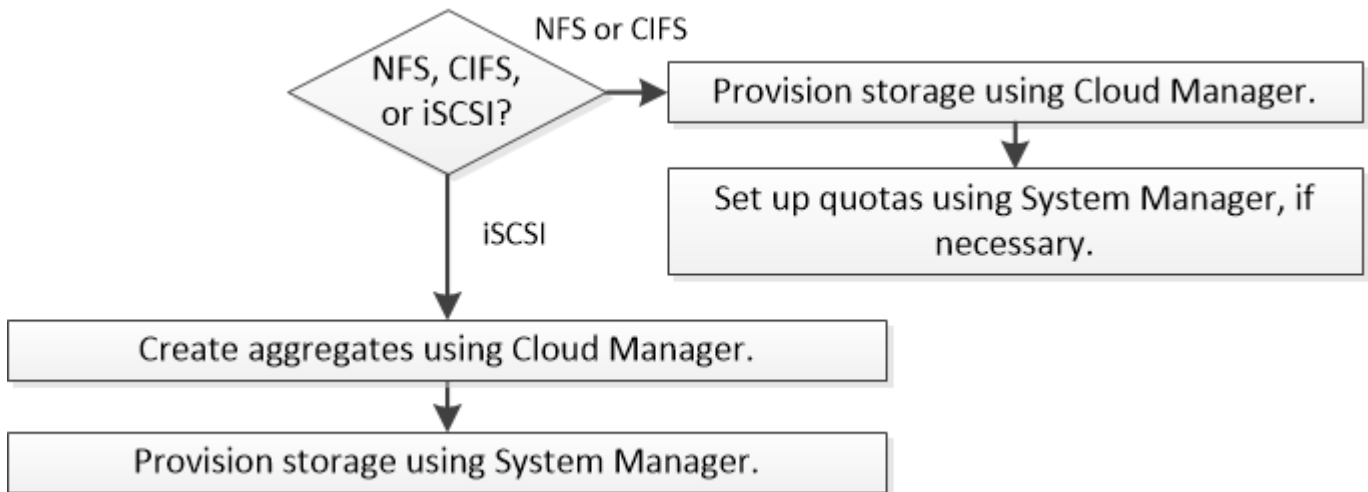 NFS or CIFS
NFS, CIFS,
or iSCSI?
Provision storage using Cloud Manager.
Set up quotas using System Manager, if
necessary.
iSCSI
Create aggregates using Cloud Manager.
Provision storage using System Manager.